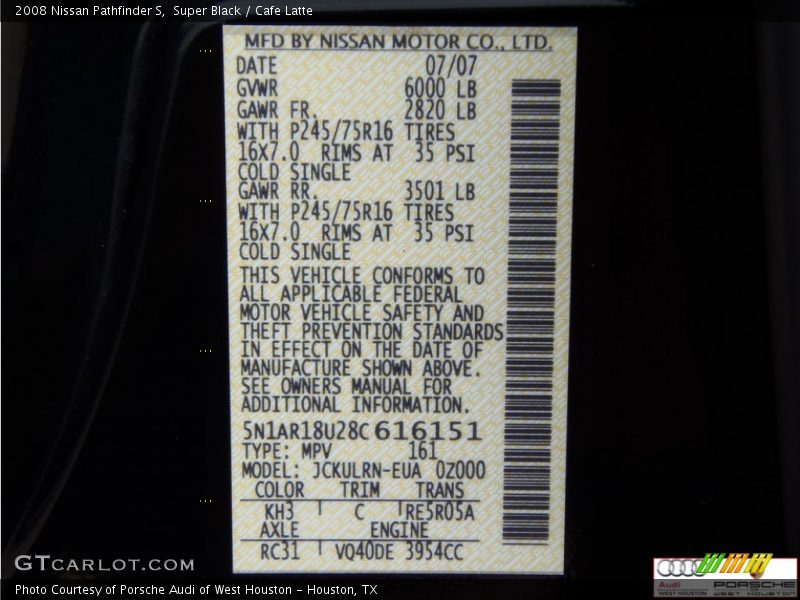 2008 Nissan Pathfinder S, Super Black / Cafe Latte
MFD BY NISSAN MOTOR CO., LTD.
DATE 07/07
GVWR 6000 LB
GAWR FR. 2820 LB
WITH P245/75R16 TIRES
16X7.0 RIMS AT 35 PSI
COLD SINGLE
GAWR RR. 3501 LB
WITH P245/75R16 TIRES
16X7.0 RIMS AT 35 PSI
COLD SINGLE
THIS VEHICLE CONFORMS TO
ALL APPLICABLE FEDERAL
MOTOR VEHICLE SAFETY AND
THEFT PREVENTION STANDARDS
IN EFFECT ON THE DATE OF
MANUFACTURE SHOWN ABOVE.
SEE OWNERS MANUAL FOR
ADDITIONAL INFORMATION.
5N1AR18U28C616151
TYPE: MPV 161
MODEL: JCKULRN-EUA 0Z000
COLOR TRIM TRANS
KH3 C RE5R05A
AXLE ENGINE
RC31 VQ40DE 3954CC
GTCARLOT.COM
Audi PORSCHE
WEST HOUSTON WEST HOUSTON
Photo Courtesy of Porsche Audi of West Houston - Houston, TX